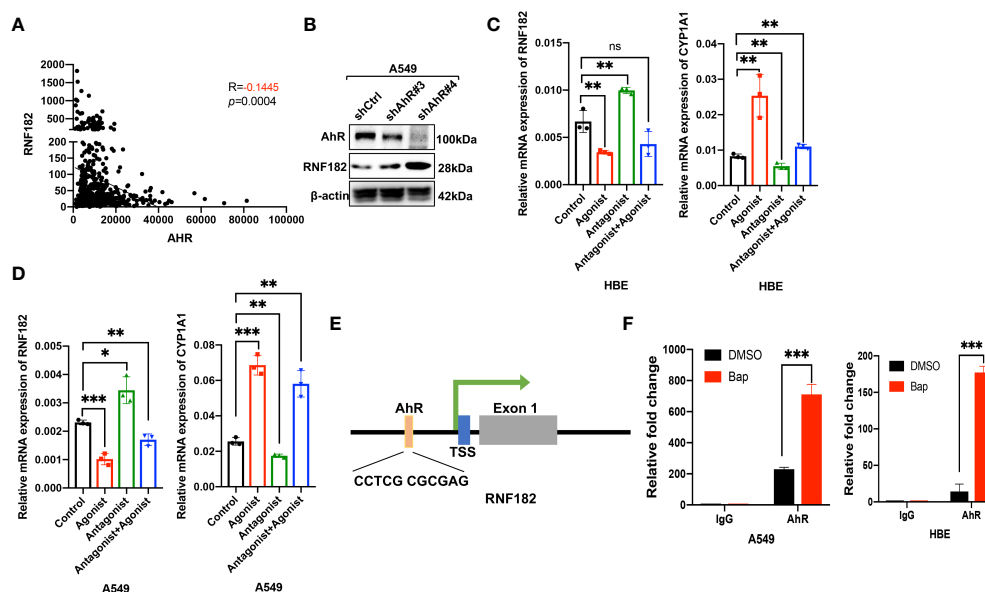 A
RNF182
2000
1500
1000
500
200
150
100
50
0
0
20000
40000
60000
80000
100000
AHR
R=-0.1445
p=0.0004
B
A549
shCtrl
shAhR#3
shAhR#4
AhR
100kDa
RNF182
28kDa
β-actin
42kDa
C
Relative mRNA expression of RNF182
0.015
0.010
0.005
0.000
ns
**
**
Control
Agonist
Antagonist
Antagonist+Agonist
HBE
Relative mRNA expression of CYP1A1
0.04
0.03
0.02
0.01
0.00
**
**
**
Control
Agonist
Antagonist
Antagonist+Agonist
HBE
D
Relative mRNA expression of RNF182
0.005
0.004
0.003
0.002
0.001
0.000
**
*
***
Control
Agonist
Antagonist
Antagonist+Agonist
A549
Relative mRNA expression of CYP1A1
0.08
0.06
0.04
0.02
0.00
**
**
***
Control
Agonist
Antagonist
Antagonist+Agonist
A549
E
AhR
Exon 1
TSS
CCTCG CGCGAG
RNF182
F
Relative fold change
1000
800
600
400
200
0
DMSO
Bap
***
IgG
AhR
A549
Relative fold change
200
150
100
50
0
DMSO
Bap
***
IgG
AhR
HBE